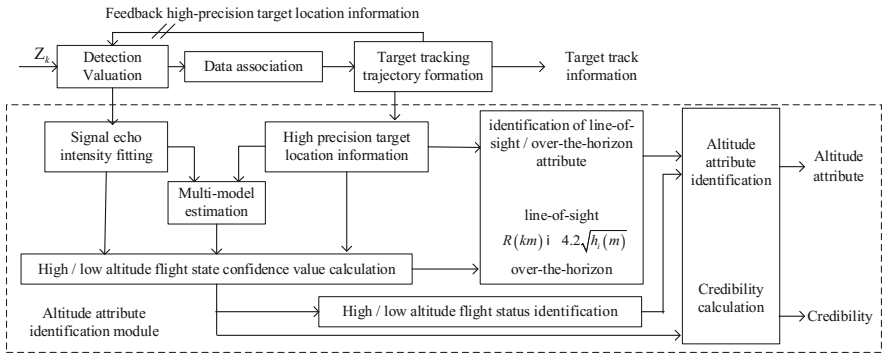 Feedback high-precision target location information
Z_k
Detection
Valuation
Data association
Target tracking
trajectory formation
Target track
information
Signal echo
intensity fitting
High precision target
location information
identification of line-of-
sight / over-the-horizon
attribute
Altitude
attribute
identification
Altitude
attribute
Multi-model
estimation
line-of-sight
R(km) i 4.2√h_i(m)
over-the-horizon
High / low altitude flight state confidence value calculation
Credibility
calculation
Altitude attribute
identification module
High / low altitude flight status identification
Credibility